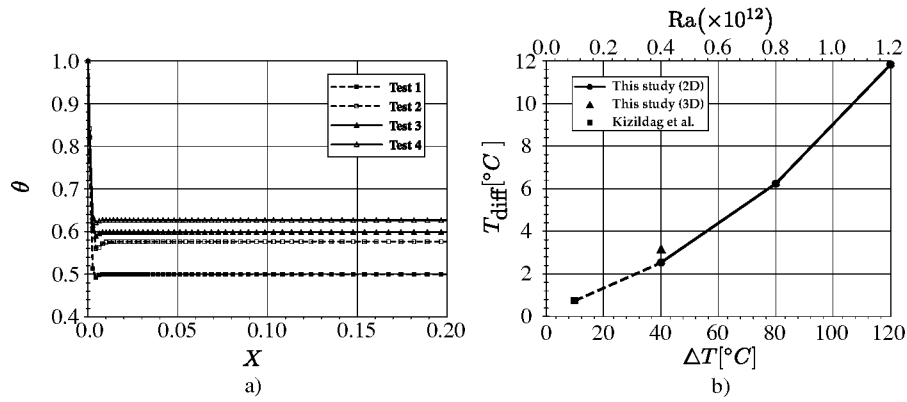 Ra(×10¹²)
0.0 0.2 0.4 0.6 0.8 1.0 1.2
1.0
0.9
0.8
0.7
0.6
0.5
0.4
θ
Test 1
Test 2
Test 3
Test 4
0.0 0.05 0.10 0.15 0.20
X
a)
12
10
8
6
4
2
0
T_diff[°C]
This study (2D)
This study (3D)
Kizildag et al.
0 20 40 60 80 100 120
△T[°C]
b)